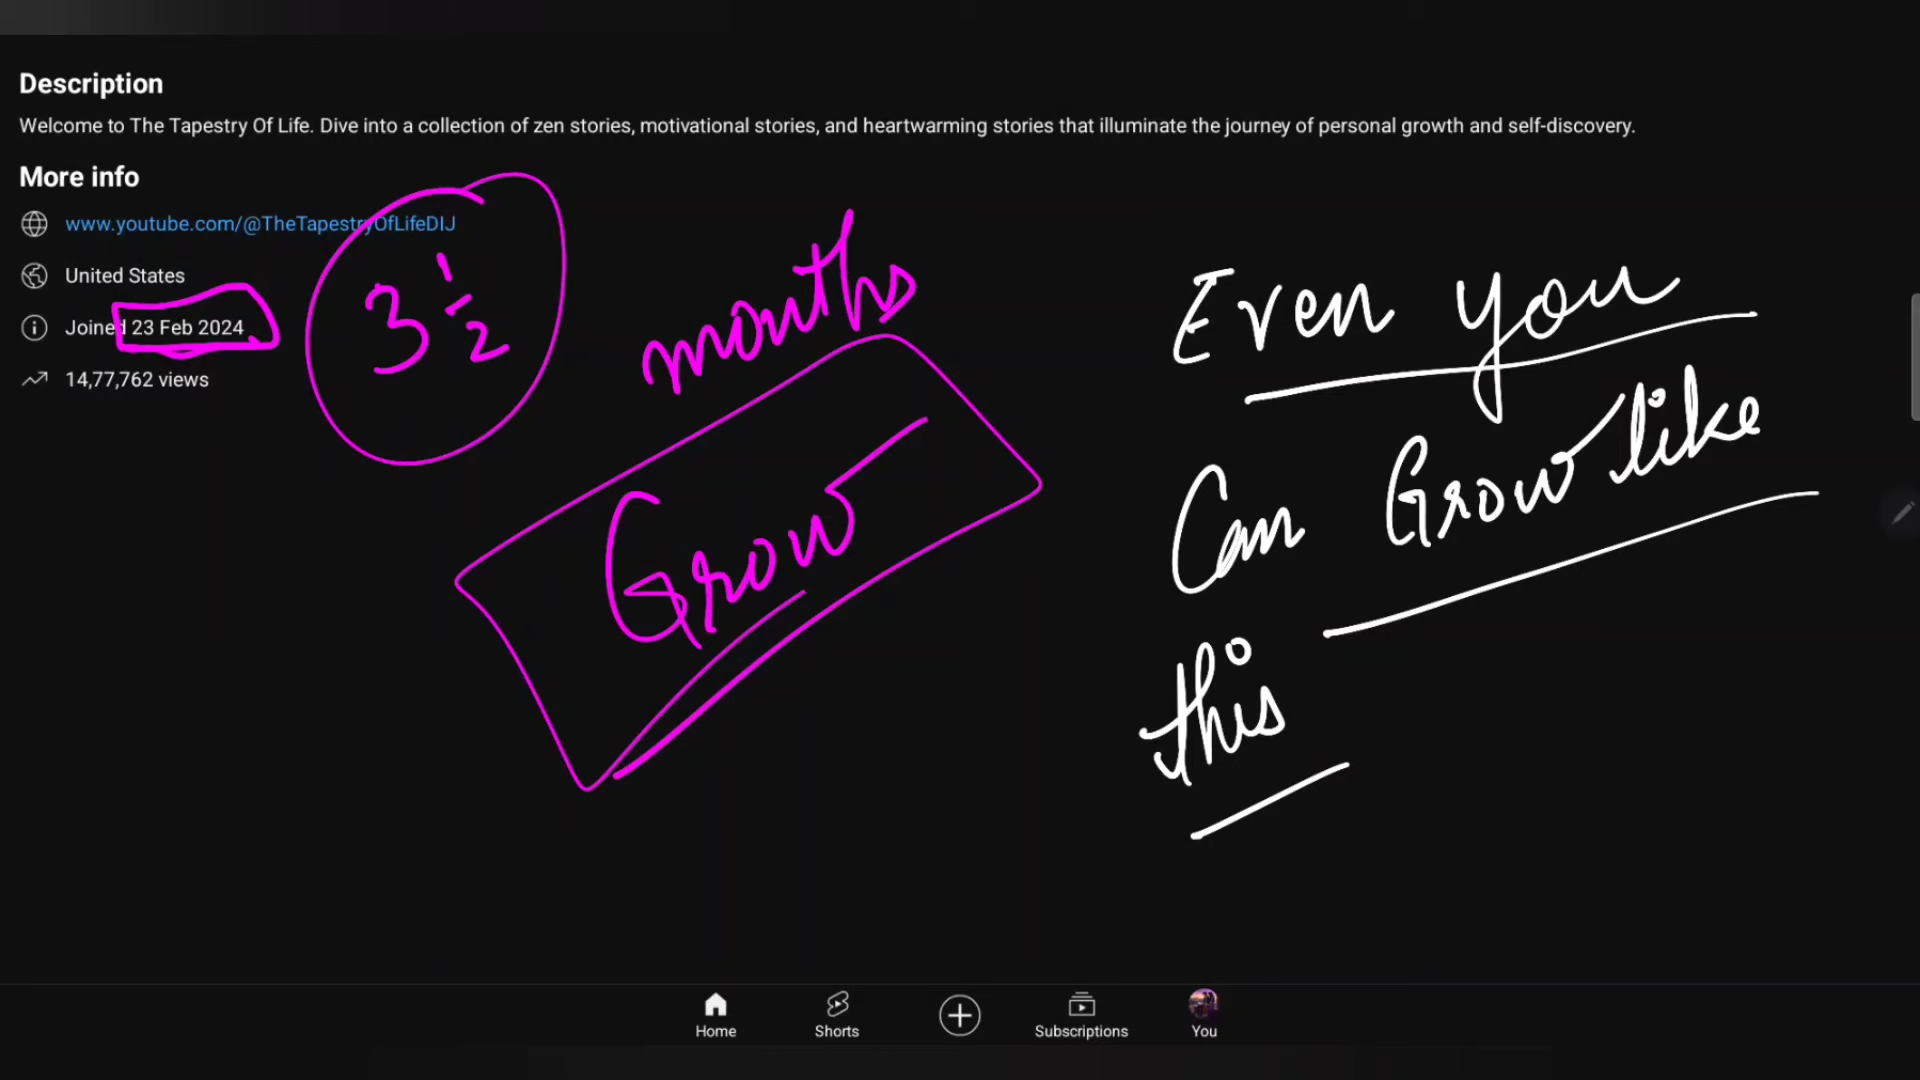 Description
Welcome to The Tapestry Of Life. Dive into a collection of zen stories, motivational stories, and heartwarming stories that illuminate the journey of personal growth and self-discovery.
More info
www.youtube.com/@TheTapestryOfLifeDIJ
United States
Joined 23 Feb 2024
14,77,762 views
3 1/2 months
Grow
Even you
Can Grow like
this
Home Shorts Subscriptions You